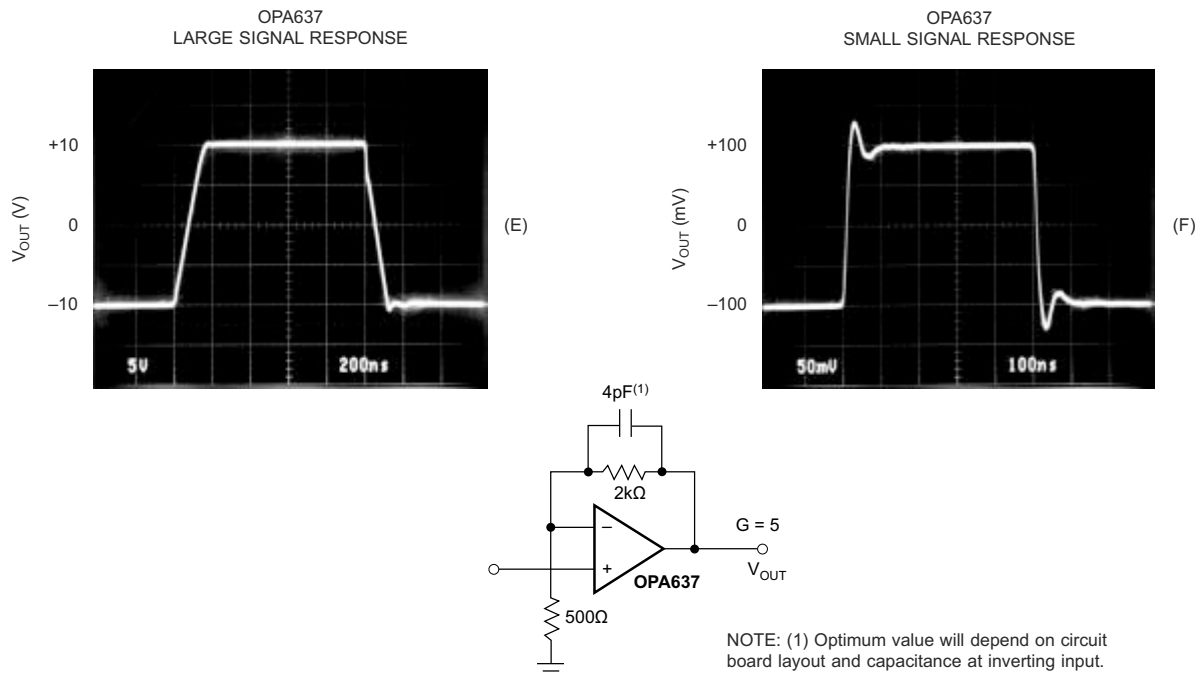 OPA637
LARGE SIGNAL RESPONSE
OPA637
SMALL SIGNAL RESPONSE
+10
0
–10
V_OUT (V)
5V
200ns
(E)
+100
0
–100
V_OUT (mV)
50mV
100ns
(F)
4pF(1)
2kΩ
–
+
OPA637
500Ω
G = 5
V_OUT
NOTE: (1) Optimum value will depend on circuit
board layout and capacitance at inverting input.